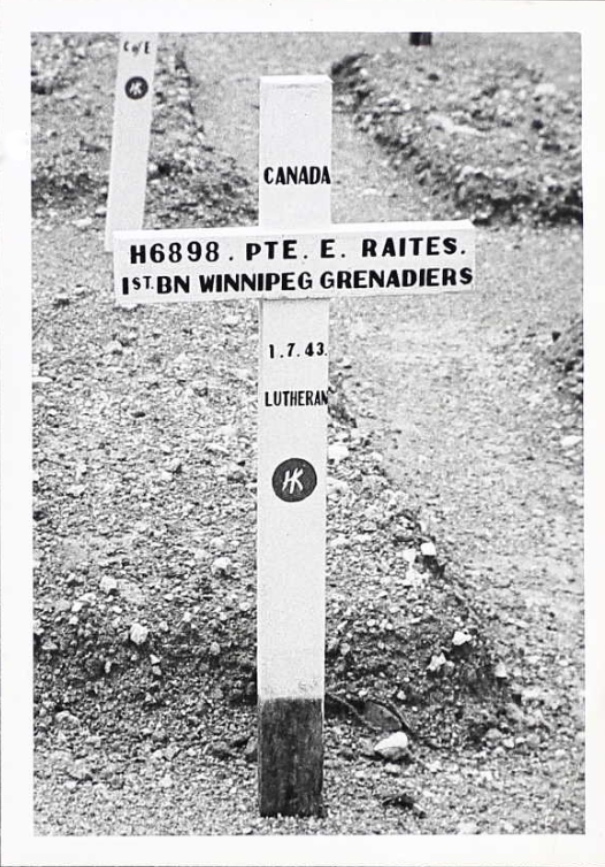 C of E
HK
CANADA
H6898. PTE. E. RAITES.
1ST. BN WINNIPEG GRENADIERS
1.7.43.
LUTHERAN
HK